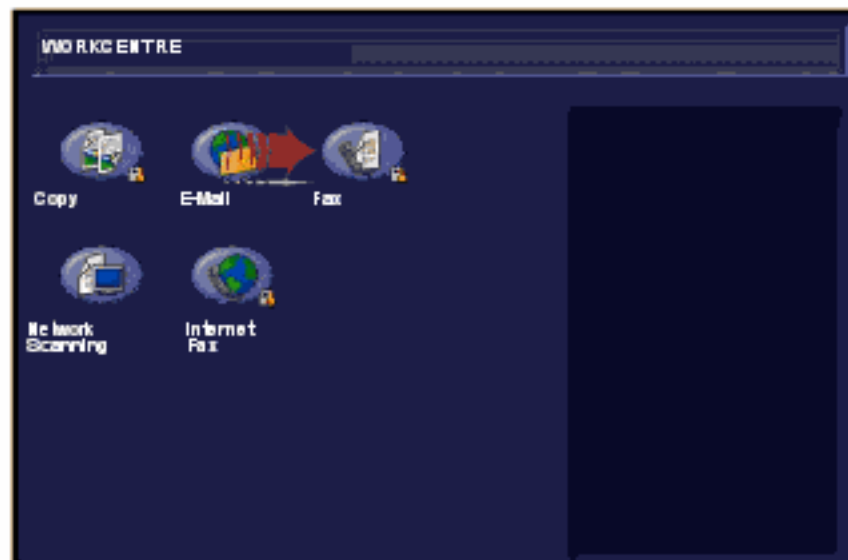 WORKCENTRE
Copy
E-Mail
Fax
Network
Scanning
Internet
Fax